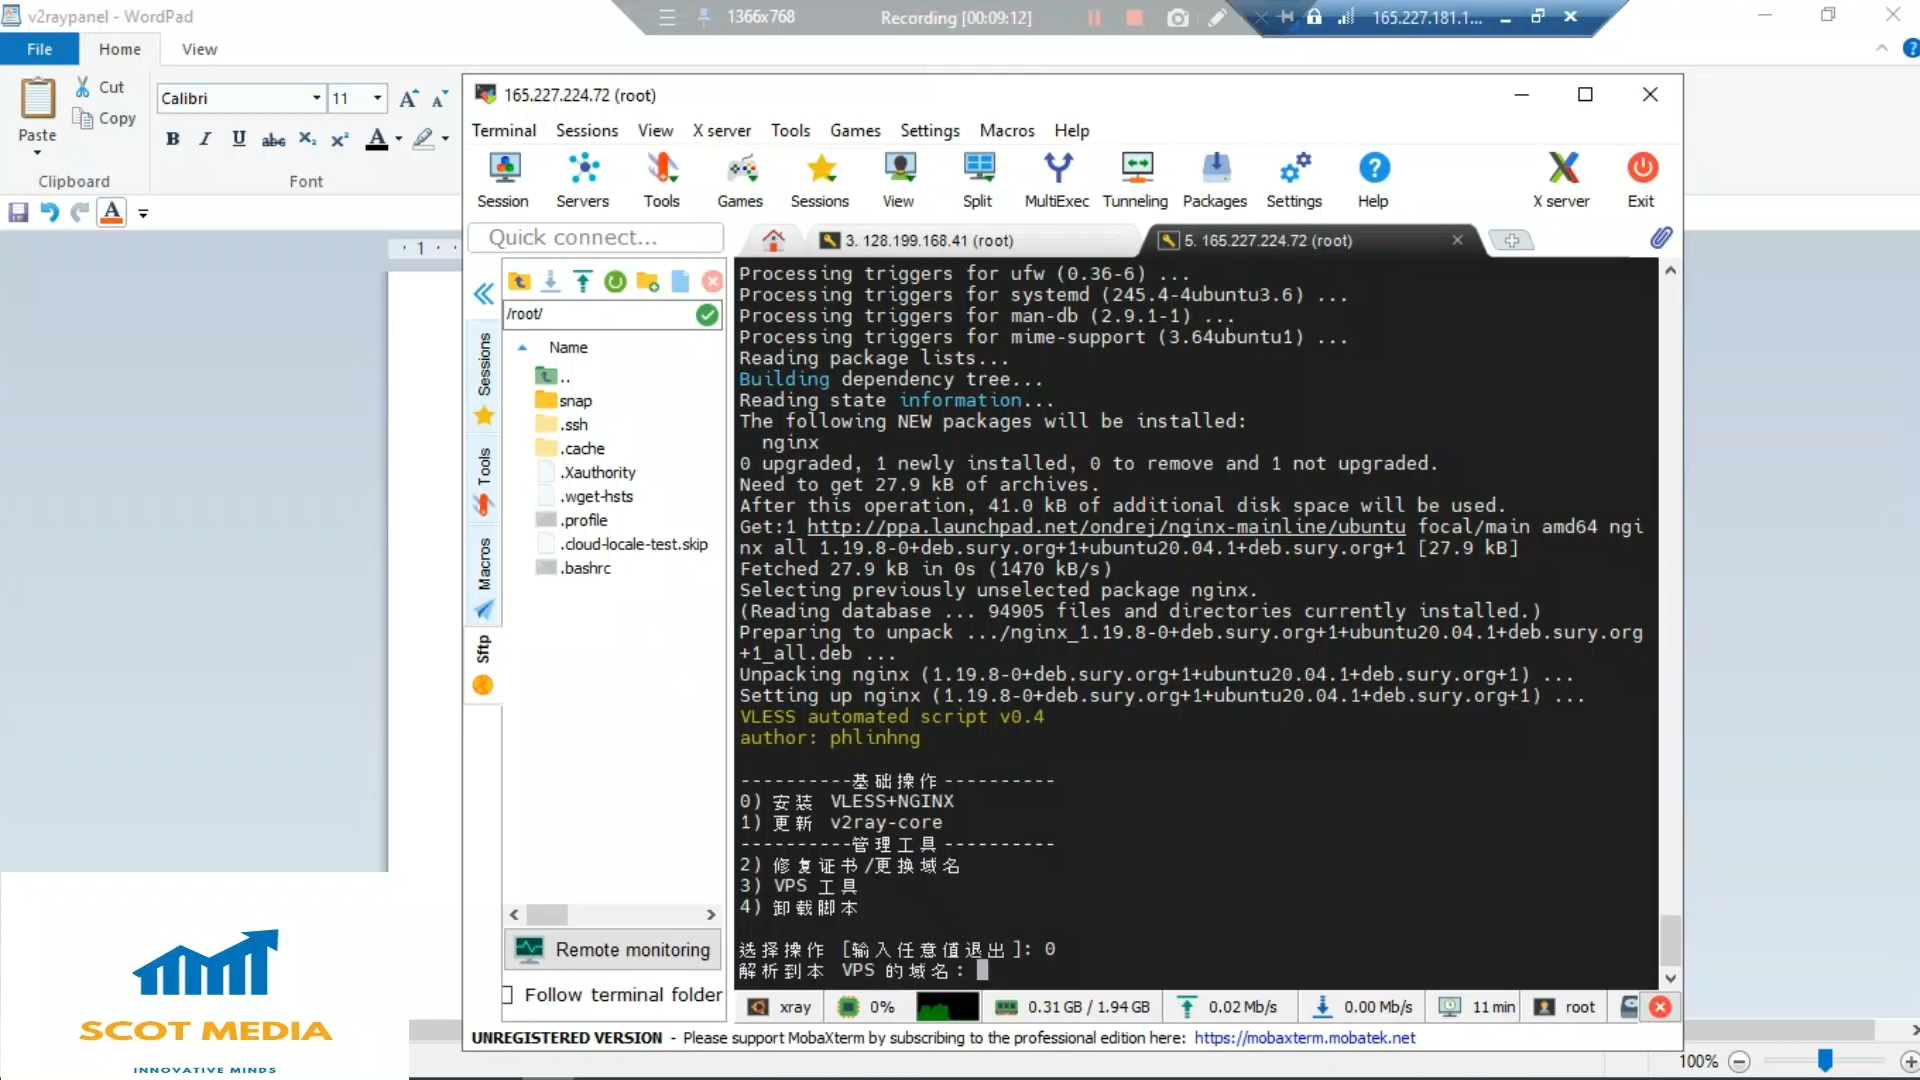 v2raypanel - WordPad
1366x768
Recording [00:09:12]
165.227.181.1...
File
Home
View
Paste
Cut
Copy
Clipboard
Calibri
11
B
I
U
abc
X₂
X²
A
Font
1
165.227.224.72 (root)
Terminal
Sessions
View
X server
Tools
Games
Settings
Macros
Help
Session
Servers
Tools
Games
Sessions
View
Split
MultiExec
Tunneling
Packages
Settings
Help
X server
Exit
Quick connect...
3. 128.199.168.41 (root)
5. 165.227.224.72 (root)
Sessions
Tools
Macros
Sftp
/root/
Name
..
snap
.ssh
.cache
.Xauthority
.wget-hsts
.profile
.cloud-locale-test.skip
.bashrc
Remote monitoring
Follow terminal folder
Processing triggers for ufw (0.36-6) ...
Processing triggers for systemd (245.4-4ubuntu3.6) ...
Processing triggers for man-db (2.9.1-1) ...
Processing triggers for mime-support (3.64ubuntu1) ...
Reading package lists...
Building dependency tree...
Reading state information...
The following NEW packages will be installed:
nginx
0 upgraded, 1 newly installed, 0 to remove and 1 not upgraded.
Need to get 27.9 kB of archives.
After this operation, 41.0 kB of additional disk space will be used.
Get:1 http://ppa.launchpad.net/ondrej/nginx-mainline/ubuntu focal/main amd64 ngi
nx all 1.19.8-0+deb.sury.org+1+ubuntu20.04.1+deb.sury.org+1 [27.9 kB]
Fetched 27.9 kB in 0s (1470 kB/s)
Selecting previously unselected package nginx.
(Reading database ... 94905 files and directories currently installed.)
Preparing to unpack .../nginx_1.19.8-0+deb.sury.org+1+ubuntu20.04.1+deb.sury.org
+1_all.deb ...
Unpacking nginx (1.19.8-0+deb.sury.org+1+ubuntu20.04.1+deb.sury.org+1) ...
Setting up nginx (1.19.8-0+deb.sury.org+1+ubuntu20.04.1+deb.sury.org+1) ...
VLESS automated script v0.4
author: phlinhng
----------基础操作----------
0) 安装 VLESS+NGINX
1) 更新 v2ray-core
----------管理工具----------
2) 修复证书/更换域名
3) VPS 工具
4) 卸载脚本
选择操作 [输入任意值退出]: 0
解析到本 VPS 的域名:
xray
0%
0.31 GB / 1.94 GB
0.02 Mb/s
0.00 Mb/s
11 min
root
UNREGISTERED VERSION - Please support MobaXterm by subscribing to the professional edition here: https://mobaxterm.mobatek.net
100%
SCOT MEDIA
INNOVATIVE MINDS